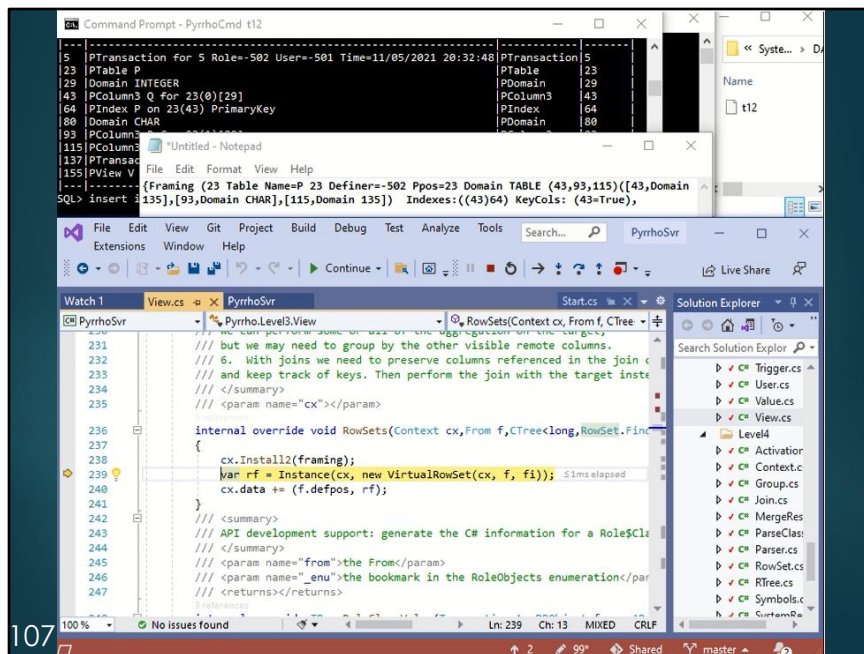 Command Prompt - PyrrhoCmd t12
5 |PTransaction for 5 Role=-502 User=-501 Time=11/05/2021 20:32:48|PTransaction|5
23 |PTable P |PTable |23
29 |Domain INTEGER |PDomain |29
43 |PColumn3 Q for 23(0)[29] |PColumn3 |43
64 |PIndex P on 23(43) PrimaryKey |PIndex |64
80 |Domain CHAR |PDomain |80
93 |PColumn3
115|PColumn3
137|PTransac
155|PView V
SQL> insert i
« Syste...
Name
t12
*Untitled - Notepad
File Edit Format View Help
{Framing (23 Table Name=P 23 Definer=-502 Ppos=23 Domain TABLE (43,93,115)([43,Domain
135],[93,Domain CHAR],[115,Domain 135]) Indexes:((43)64) KeyCols: (43=True),
File Edit View Git Project Build Debug Test Analyze Tools Search... PyrrhoSvr
Extensions Window Help
Continue Live Share
Watch 1 View.cs PyrrhoSvr Start.cs Solution Explorer
PyrrhoSvr Pyrrho.Level3.View RowSets(Context cx, From f, CTree
Search Solution Explor
231 /// but we may need to group by the other visible remote columns.
232 /// 6. With joins we need to preserve columns referenced in the join c
233 /// and keep track of keys. Then perform the join with the target inste
234 /// </summary>
235 /// <param name="cx"></param>
236 internal override void RowSets(Context cx,From f,CTree<long,RowSet.Finc
237 {
238 cx.Install2(framing);
239 var rf = Instance(cx, new VirtualRowSet(cx, f, fi)); ≤1ms elapsed
240 cx.data += (f.defpos, rf);
241 }
242 /// <summary>
243 /// API development support: generate the C# information for a Role$Cla
244 /// </summary>
245 /// <param name="from">the From</param>
246 /// <param name="_enu">the bookmark in the RoleObjects enumeration</par
247 /// <returns></returns>
3 references
Trigger.cs
User.cs
Value.cs
View.cs
Level4
Activation
Context.c
Group.cs
Join.cs
MergeRes
ParseClas
Parser.cs
RowSet.cs
RTree.cs
Symbols.c
SystemRe
100 % No issues found Ln: 239 Ch: 13 MIXED CRLF
2 99+ Shared master
107